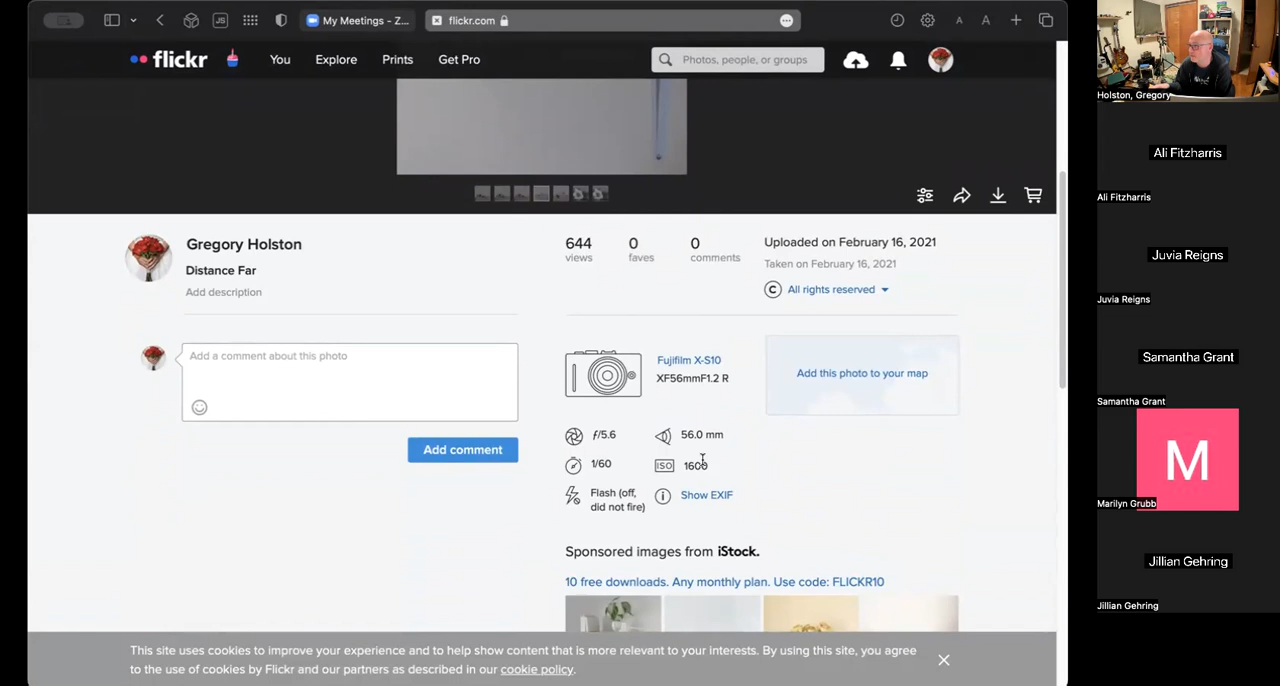 My Meetings - Z...
flickr.com
A
A
flickr
You
Explore
Prints
Get Pro
Photos, people, or groups
Gregory Holston
Distance Far
Add description
Add a comment about this photo
Add comment
644
views
0
faves
0
comments
Uploaded on February 16, 2021
Taken on February 16, 2021
C
All rights reserved
Fujifilm X-S10
XF56mmF1.2 R
Add this photo to your map
ƒ/5.6
56.0 mm
1/60
ISO
1600
Flash (off,
did not fire)
Show EXIF
Sponsored images from iStock.
10 free downloads. Any monthly plan. Use code: FLICKR10
This site uses cookies to improve your experience and to help show content that is more relevant to your interests. By using this site, you agree
to the use of cookies by Flickr and our partners as described in our cookie policy.
Holston, Gregory
Ali Fitzharris
Ali Fitzharris
Juvia Reigns
Juvia Reigns
Samantha Grant
Samantha Grant
M
Marilyn Grubb
Jillian Gehring
Jillian Gehring